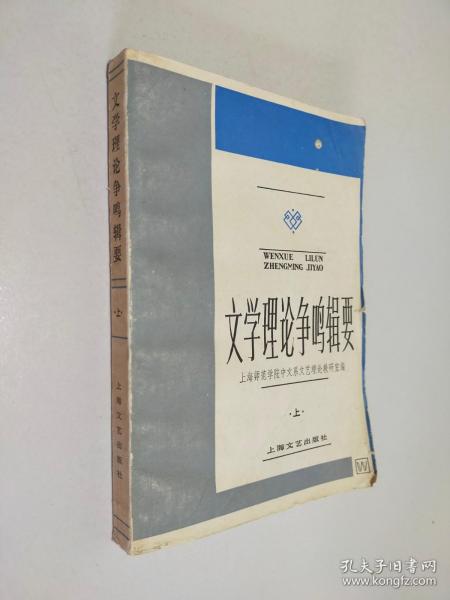 文学理论争鸣辑要
·上·
上海文艺出版社
WENXUE LILUN
ZHENGMING JIYAO
文学理论争鸣辑要
上海师范学院中文系文艺理论教研室编
·上·
上海文艺出版社
W
孔夫子旧书网
www.kongfz.com